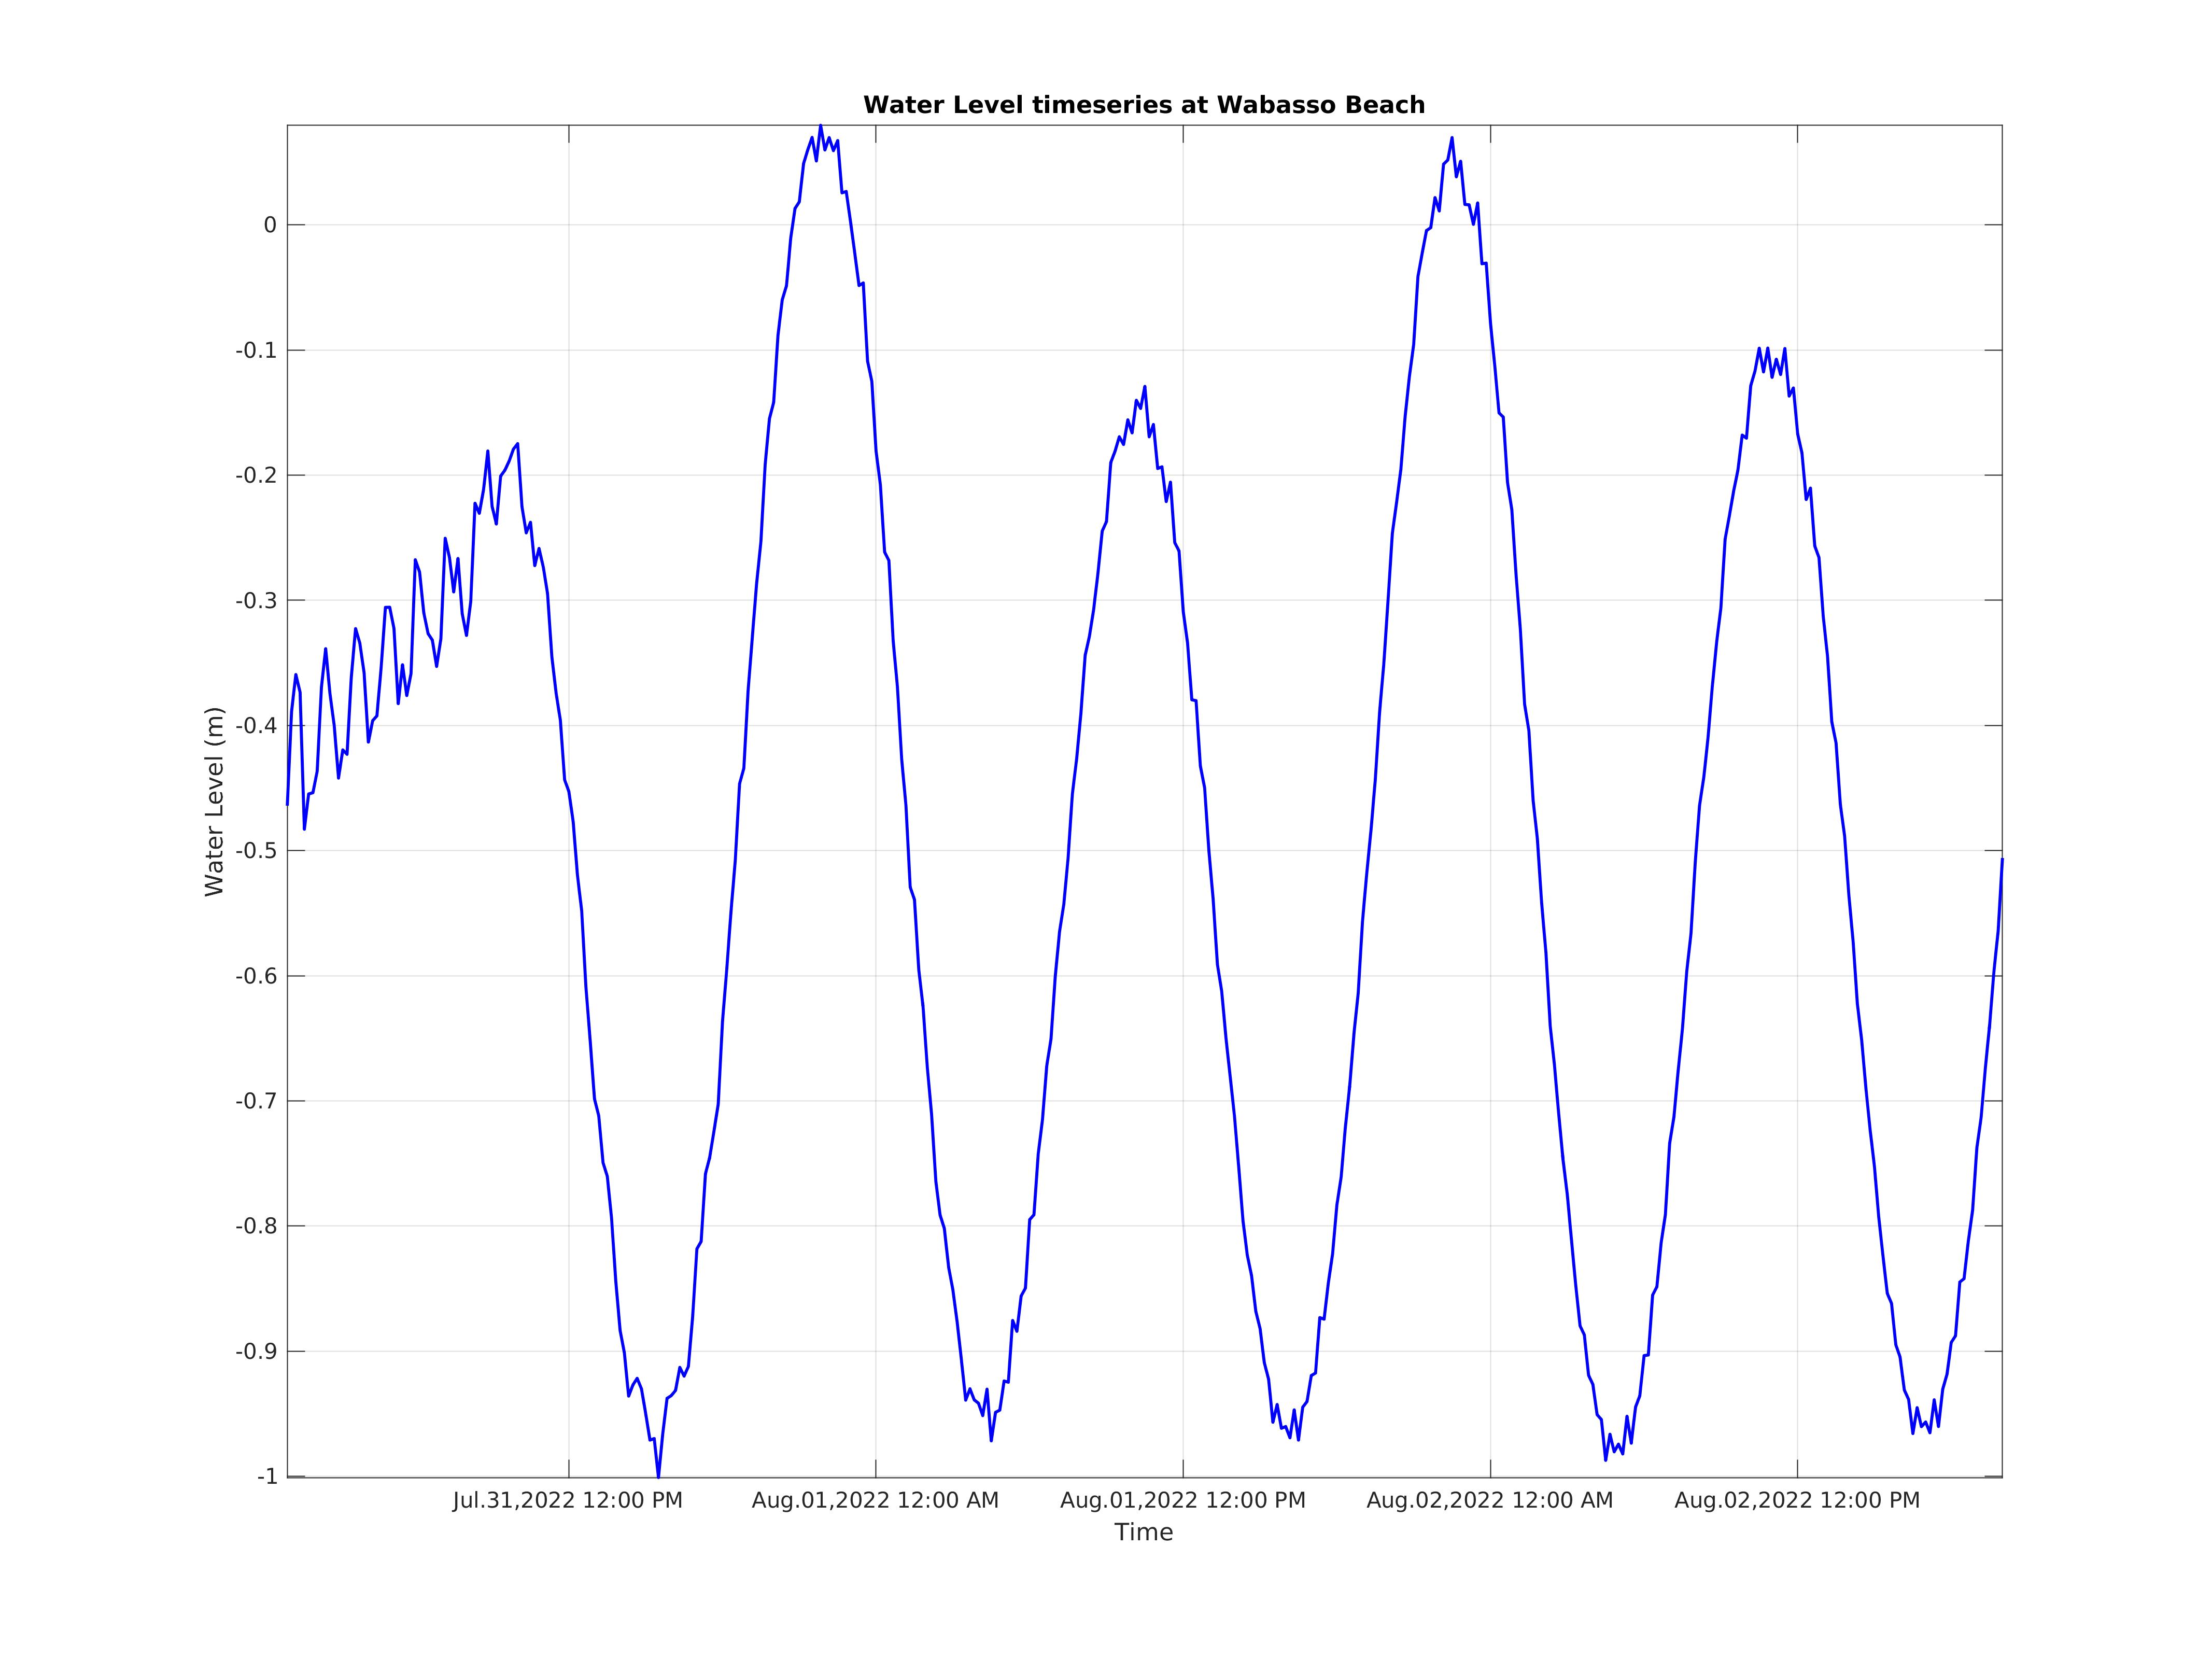 Water Level timeseries at Wabasso Beach
0
-0.1
-0.2
-0.3
-0.4
-0.5
-0.6
-0.7
-0.8
-0.9
-1
Water Level (m)
Jul.31,2022 12:00 PM
Aug.01,2022 12:00 AM
Aug.01,2022 12:00 PM
Aug.02,2022 12:00 AM
Aug.02,2022 12:00 PM
Time